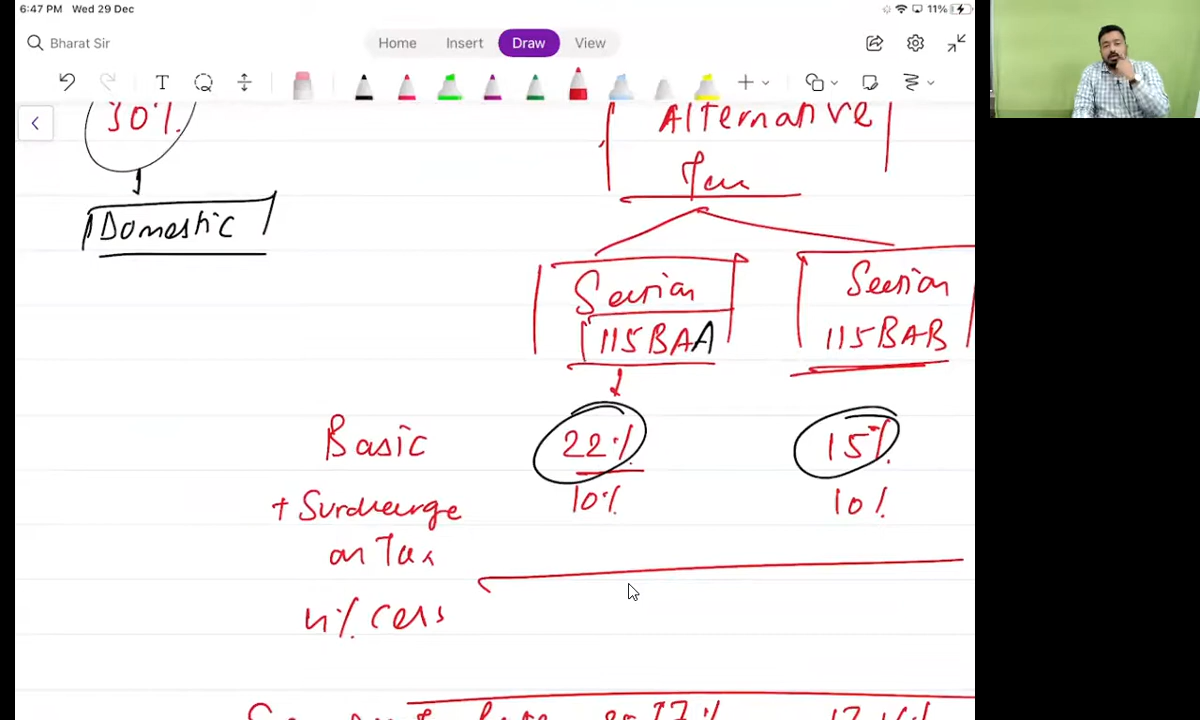 6:47 PM Wed 29 Dec
11%
Bharat Sir
Home Insert Draw View
30%
Alternative
Tax
Domestic
Section
115BAA
Section
115BAB
Basic 22% 15%
+ Surcharge 10% 10%
on Tax
4% Cess